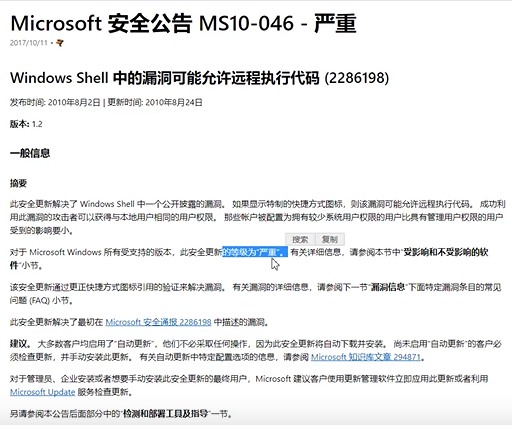 Microsoft 安全公告 MS10-046 - 严重
2017/10/11 •
Windows Shell 中的漏洞可能允许远程执行代码 (2286198)
发布时间: 2010年8月2日 | 更新时间: 2010年8月24日
版本: 1.2
一般信息
摘要
此安全更新解决了 Windows Shell 中一个公开披露的漏洞。 如果显示特制的快捷方式图标，则该漏洞可能允许远程执行代码。 成功利
用此漏洞的攻击者可以获得与本地用户相同的用户权限。 那些帐户被配置为拥有较少系统用户权限的用户比具有管理用户权限的用户
受到的影响要小。
搜索 复制
对于 Microsoft Windows 所有受支持的版本，此安全更新的等级为“严重”。 有关详细信息，请参阅本节中“受影响和不受影响的软
件”小节。
该安全更新通过更正快捷方式图标引用的验证来解决漏洞。 有关漏洞的详细信息，请参阅下一节“漏洞信息”下面特定漏洞条目的常见
问题 (FAQ) 小节。
此安全更新解决了最初在 Microsoft 安全通报 2286198 中描述的漏洞。
建议。 大多数客户均启用了“自动更新”，他们不必采取任何操作，因为此安全更新将自动下载并安装。 尚未启用“自动更新”的客户必
须检查更新，并手动安装此更新。 有关自动更新中特定配置选项的信息，请参阅 Microsoft 知识库文章 294871。
对于管理员、企业安装或者想要手动安装此安全更新的最终用户，Microsoft 建议客户使用更新管理软件立即应用此更新或者利用
Microsoft Update 服务检查更新。
另请参阅本公告后面部分中的“检测和部署工具及指导”一节。